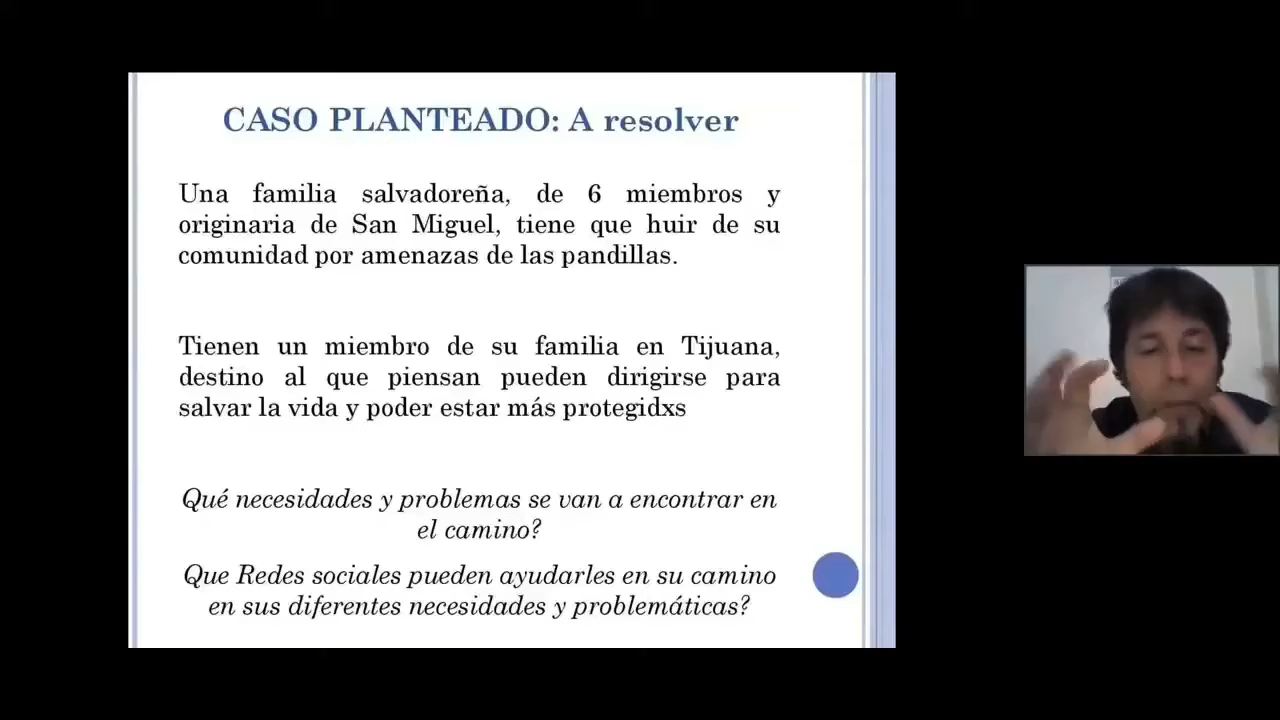 CASO PLANTEADO: A resolver
Una familia salvadoreña, de 6 miembros y
originaria de San Miguel, tiene que huir de su
comunidad por amenazas de las pandillas.
Tienen un miembro de su familia en Tijuana,
destino al que piensan pueden dirigirse para
salvar la vida y poder estar más protegidxs
Qué necesidades y problemas se van a encontrar en
el camino?
Que Redes sociales pueden ayudarles en su camino
en sus diferentes necesidades y problemáticas?